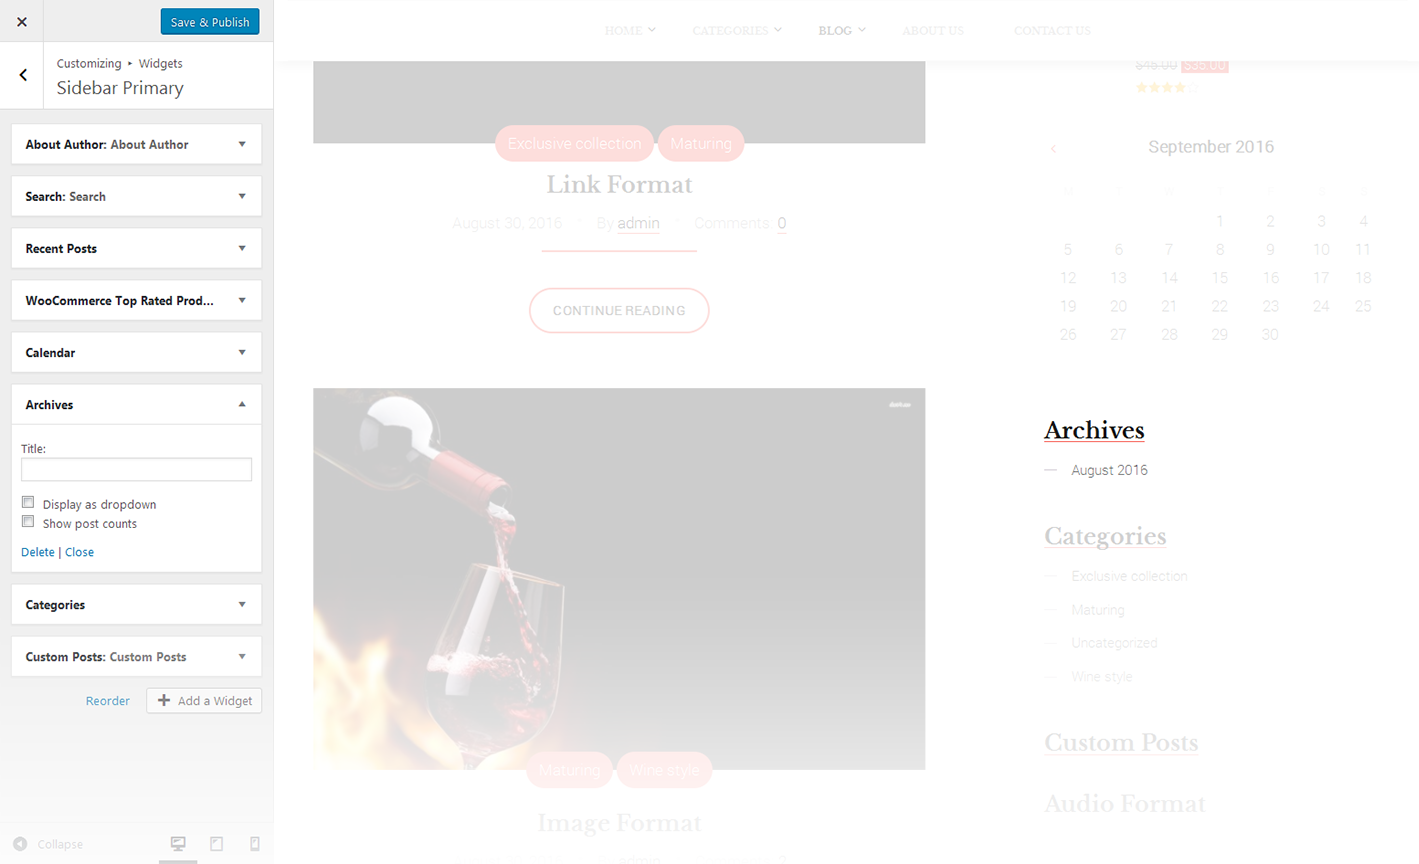 Save & Publish
Customizing ▸ Widgets
Sidebar Primary
About Author: About Author
Search: Search
Recent Posts
WooCommerce Top Rated Prod...
Calendar
Archives
Title:
Display as dropdown
Show post counts
Delete | Close
Categories
Custom Posts: Custom Posts
Reorder
Add a Widget
Collapse
HOME CATEGORIES BLOG ABOUT US CONTACT US
Exclusive collection Maturing
Link Format
August 30, 2016 By admin Comments: 0
CONTINUE READING
Maturing Wine style
Image Format
admin
$38.00
September 2016
1 2 3 4
5 6 7 8 9 10 11
12 13 14 15 16 17 18
19 20 21 22 23 24 25
26 27 28 29 30
Archives
— August 2016
Categories
— Exclusive collection
— Maturing
— Uncategorized
— Wine style
Custom Posts
Audio Format